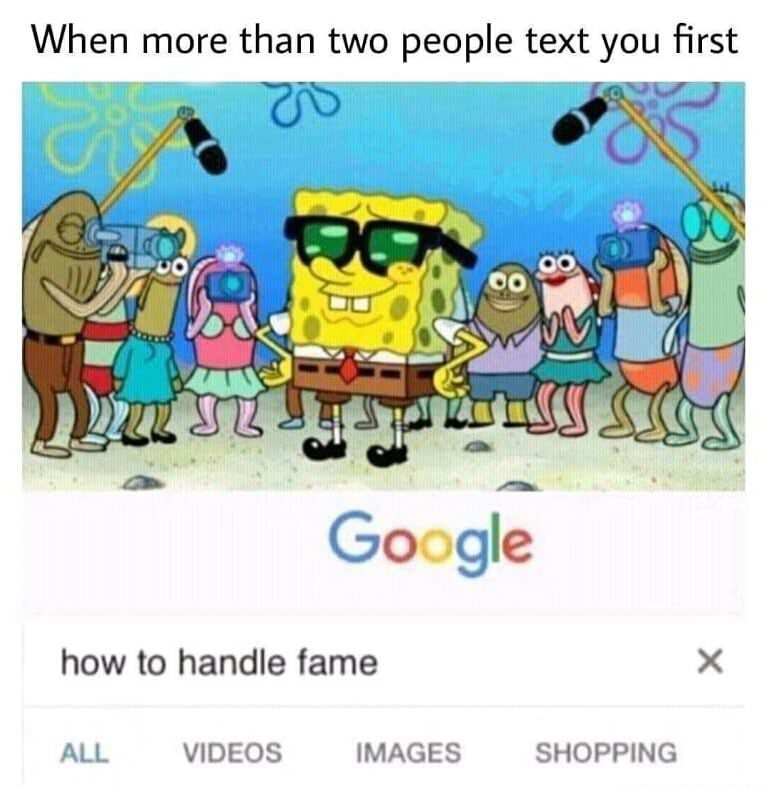 When more than two people text you first
Google
how to handle fame ×
ALL VIDEOS IMAGES SHOPPING